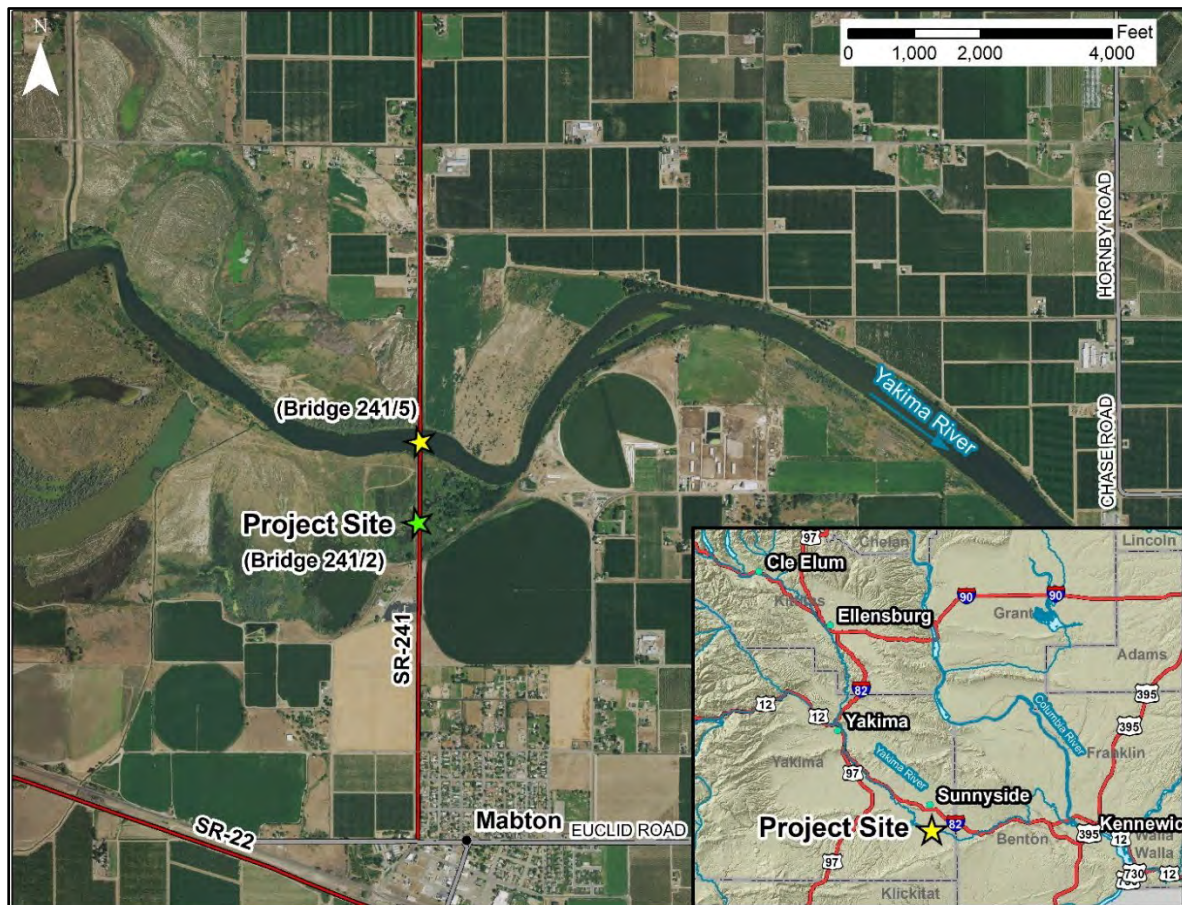 N
Feet
0 1,000 2,000 4,000
HORNBY ROAD
(Bridge 241/5)
Yakima River
CHASE ROAD
Project Site
(Bridge 241/2)
SR-241
SR-22
Mabton
EUCLID ROAD
97
Chelan
Lincoln
Cle Elum
Kittitas
90
90
Grant
Ellensburg
Adams
82
395
12
12
Yakima
Columbia River
395
Franklin
Yakima
97
Yakima River
Sunnyside
Project Site
82
Benton
Kennewic
395
12
Walla
Walla
97
730
12
Klickitat